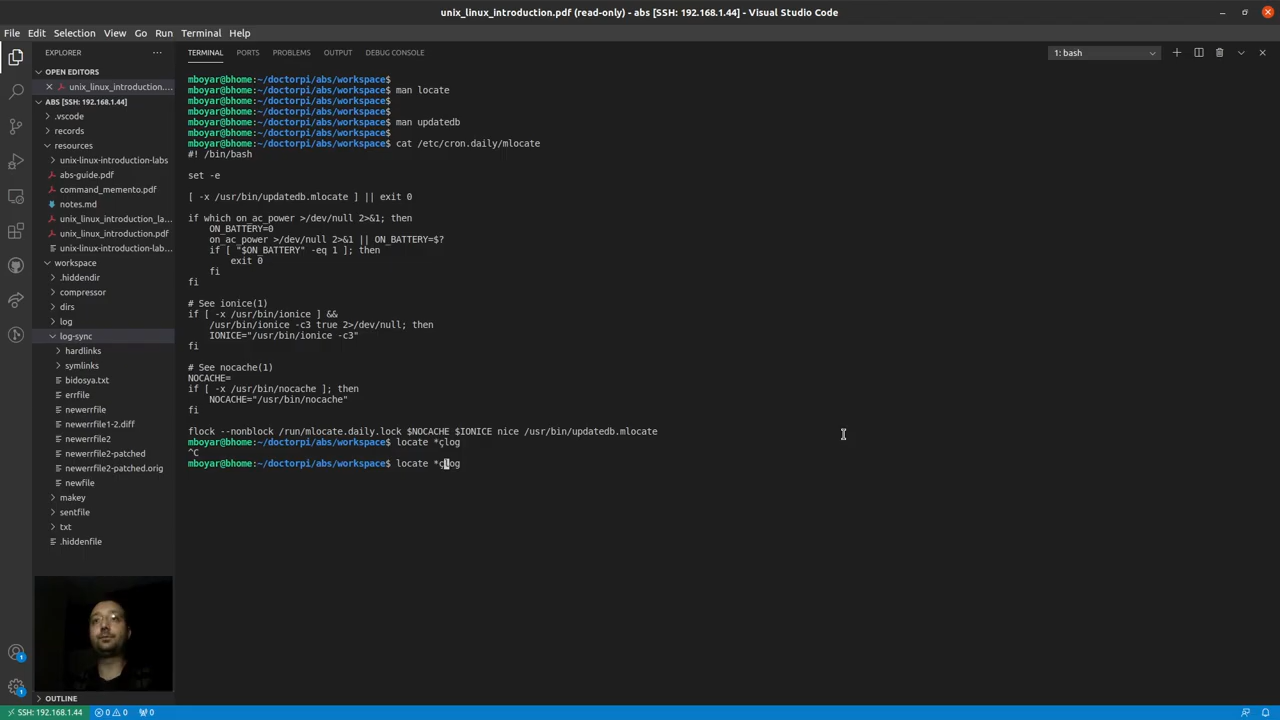 unix_linux_introduction.pdf (read-only) - abs [SSH: 192.168.1.44] - Visual Studio Code
File Edit Selection View Go Run Terminal Help
EXPLORER
OPEN EDITORS
unix_linux_introduction....
ABS [SSH: 192.168.1.44]
.vscode
records
resources
unix-linux-introduction-labs
abs-guide.pdf
command_memento.pdf
notes.md
unix_linux_introduction_la...
unix_linux_introduction.pdf
unix-linux-introduction-lab...
workspace
.hiddendir
compressor
dirs
log
log-sync
hardlinks
symlinks
bidosya.txt
errfile
newerrfile
newerrfile1-2.diff
newerrfile2
newerrfile2-patched
newerrfile2-patched.orig
newfile
makey
sentfile
txt
.hiddenfile
OUTLINE
TERMINAL PORTS PROBLEMS OUTPUT DEBUG CONSOLE
1: bash
mboyar@bhome:~/doctorpi/abs/workspace$
mboyar@bhome:~/doctorpi/abs/workspace$ man locate
mboyar@bhome:~/doctorpi/abs/workspace$
mboyar@bhome:~/doctorpi/abs/workspace$
mboyar@bhome:~/doctorpi/abs/workspace$ man updatedb
mboyar@bhome:~/doctorpi/abs/workspace$
mboyar@bhome:~/doctorpi/abs/workspace$ cat /etc/cron.daily/mlocate
#! /bin/bash
set -e
[ -x /usr/bin/updatedb.mlocate ] || exit 0
if which on_ac_power >/dev/null 2>&1; then
ON_BATTERY=0
on_ac_power >/dev/null 2>&1 || ON_BATTERY=$?
if [ "$ON_BATTERY" -eq 1 ]; then
exit 0
fi
fi
# See ionice(1)
if [ -x /usr/bin/ionice ] &&
/usr/bin/ionice -c3 true 2>/dev/null; then
IONICE="/usr/bin/ionice -c3"
fi
# See nocache(1)
NOCACHE=
if [ -x /usr/bin/nocache ]; then
NOCACHE="/usr/bin/nocache"
fi
flock --nonblock /run/mlocate.daily.lock $NOCACHE $IONICE nice /usr/bin/updatedb.mlocate
mboyar@bhome:~/doctorpi/abs/workspace$ locate *çlog
^C
mboyar@bhome:~/doctorpi/abs/workspace$ locate *çlog
1
1
SSH: 192.168.1.44 0 0 0